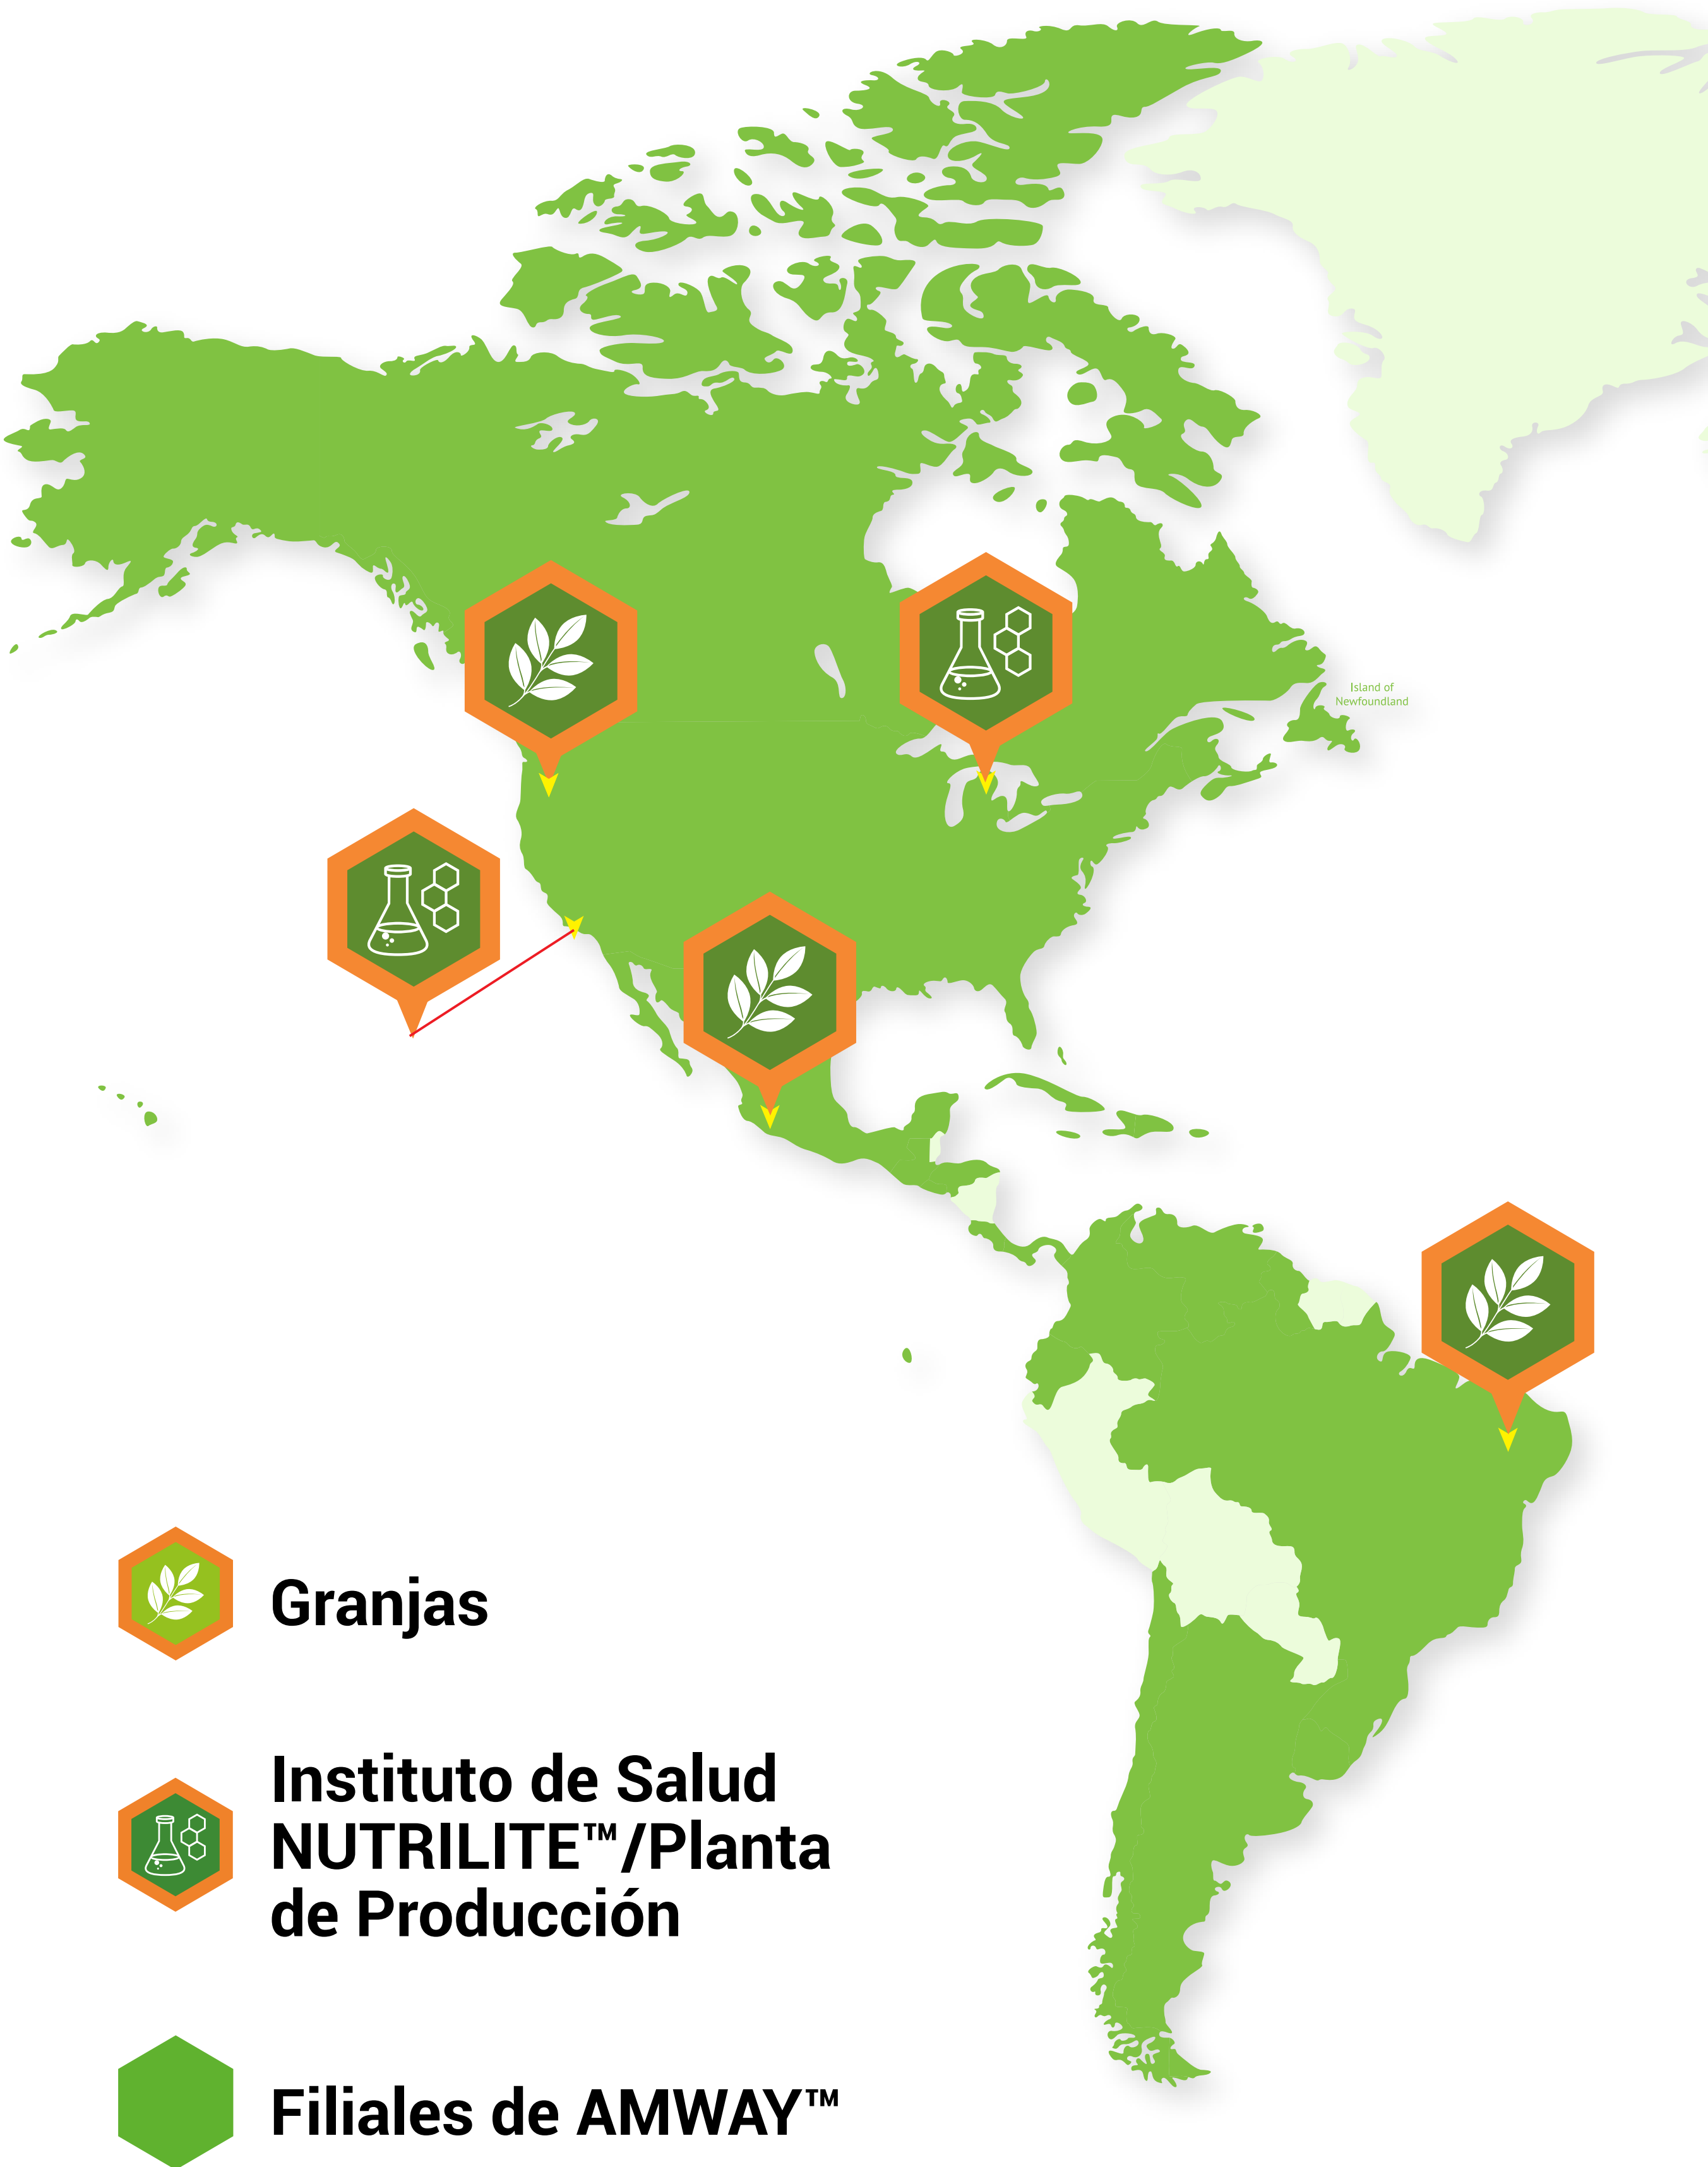 Island of
Newfoundland
Granjas
Instituto de Salud
NUTRILITE™/Planta
de Producción
Filiales de AMWAY™